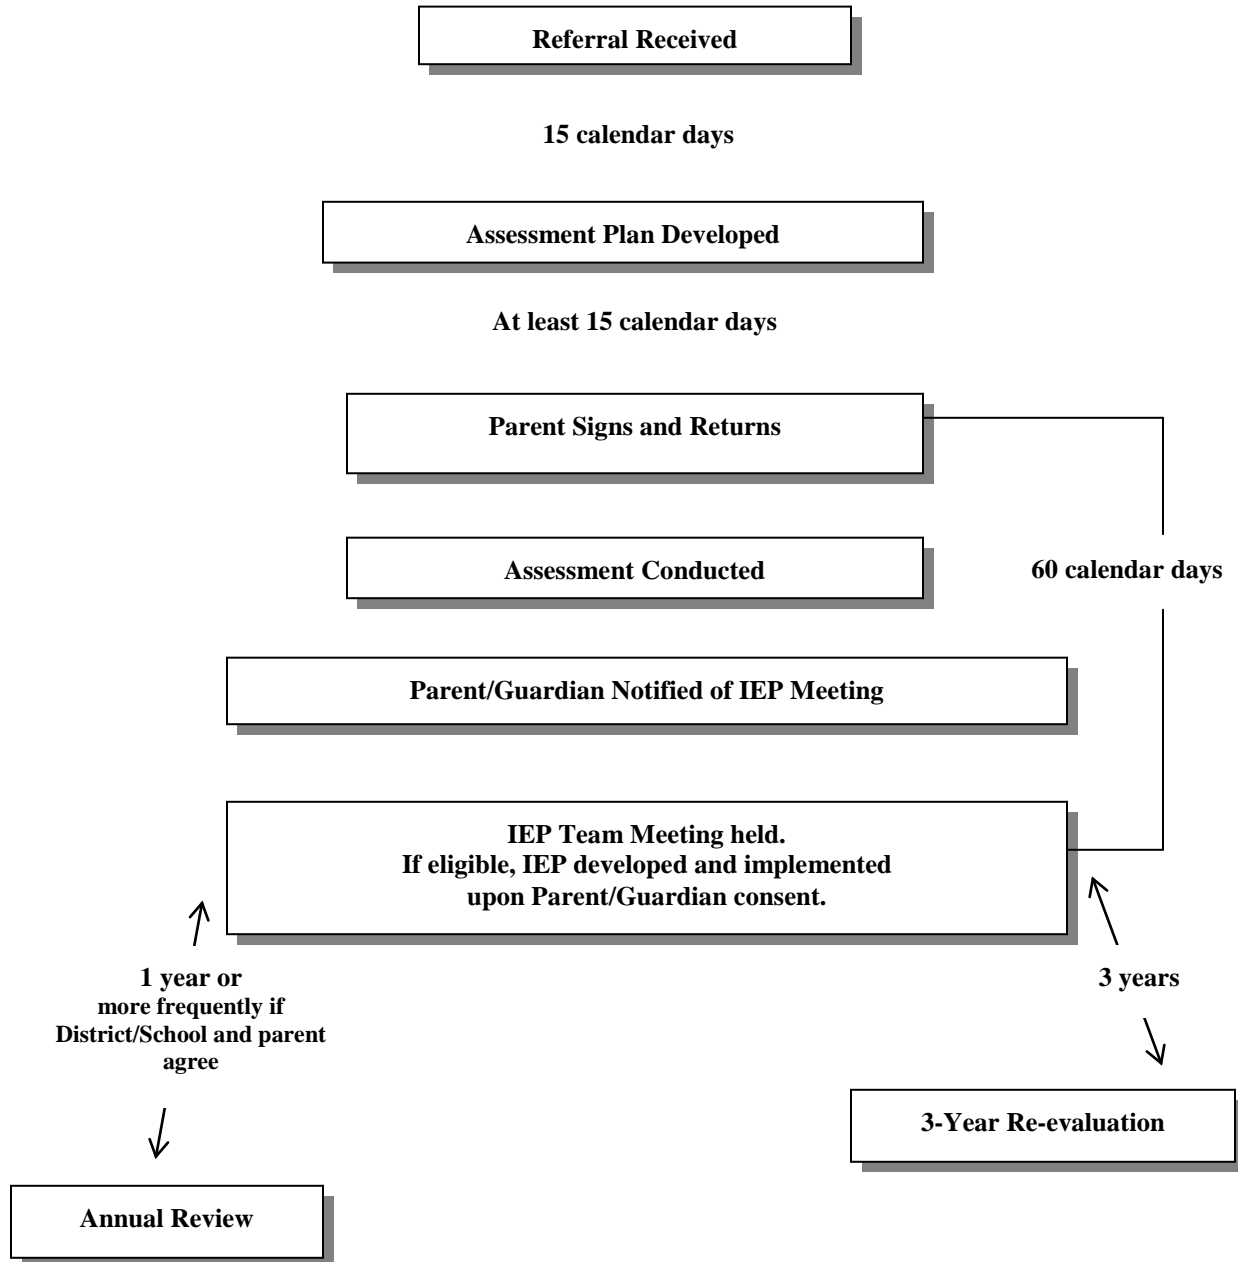 Referral Received
15 calendar days
Assessment Plan Developed
At least 15 calendar days
Parent Signs and Returns
Assessment Conducted
60 calendar days
Parent/Guardian Notified of IEP Meeting
IEP Team Meeting held.
If eligible, IEP developed and implemented
upon Parent/Guardian consent.
1 year or
more frequently if
District/School and parent
agree
3 years
3-Year Re-evaluation
Annual Review